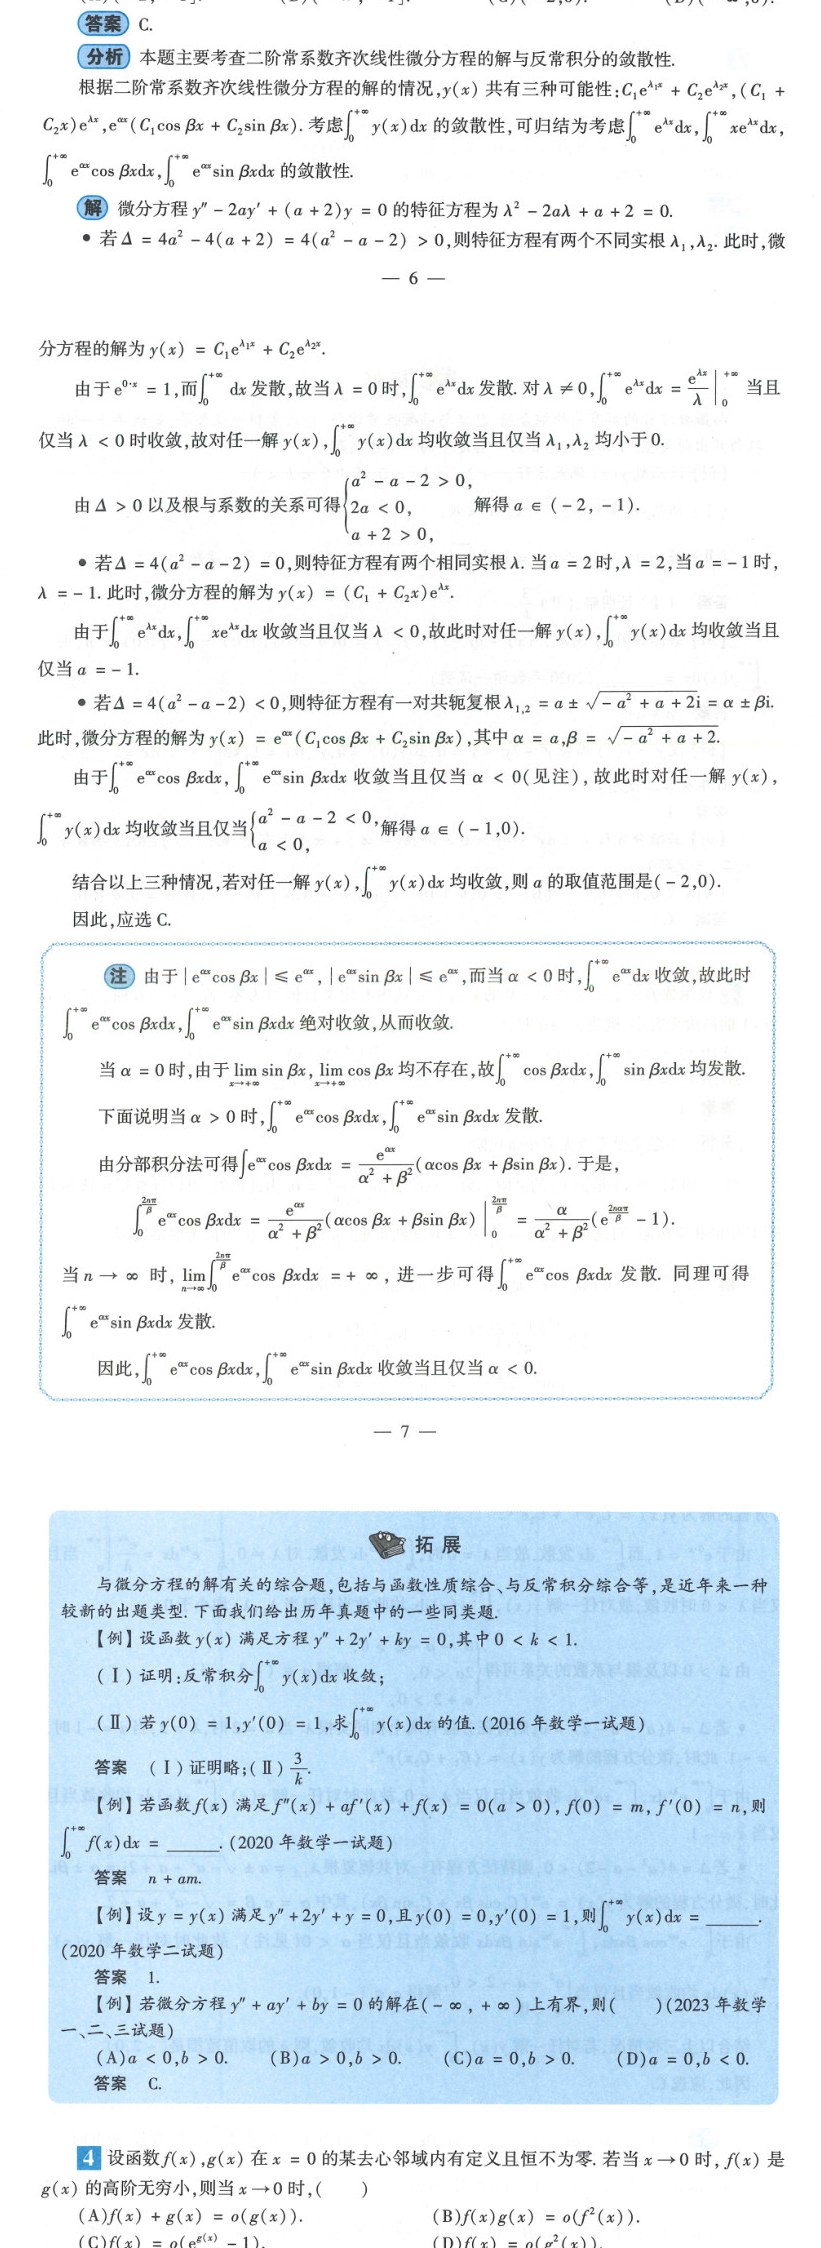 答案 C.
分析 本题主要考查二阶常系数齐次线性微分方程的解与反常积分的敛散性.
根据二阶常系数齐次线性微分方程的解的情况,y(x) 共有三种可能性:C₁e^{λ₁x} + C₂e^{λ₂x},(C₁ +
C₂x)e^{λx},e^{αx}(C₁cos βx + C₂sin βx). 考虑∫₀^{+∞} y(x)dx 的敛散性,可归结为考虑∫₀^{+∞} e^{λx}dx,∫₀^{+∞} xe^{λx}dx,
∫₀^{+∞} e^{αx}cos βxdx,∫₀^{+∞} e^{αx}sin βxdx 的敛散性.
解 微分方程 y″ − 2ay′ + (a + 2)y = 0 的特征方程为 λ² − 2aλ + a + 2 = 0.
• 若 Δ = 4a² − 4(a + 2) = 4(a² − a − 2) > 0,则特征方程有两个不同实根 λ₁,λ₂. 此时,微
— 6 —
分方程的解为 y(x) = C₁e^{λ₁x} + C₂e^{λ₂x}.
由于 e^{0·x} = 1,而∫₀^{+∞} dx 发散,故当 λ = 0 时,∫₀^{+∞} e^{λx}dx 发散. 对 λ ≠ 0,∫₀^{+∞} e^{λx}dx = e^{λx}/λ |₀^{+∞} 当且
仅当 λ < 0 时收敛,故对任一解 y(x),∫₀^{+∞} y(x)dx 均收敛当且仅当 λ₁,λ₂ 均小于 0.
由 Δ > 0 以及根与系数的关系可得{a² − a − 2 > 0, 2a < 0, a + 2 > 0, 解得 a ∈ (− 2, − 1).
• 若 Δ = 4(a² − a − 2) = 0,则特征方程有两个相同实根 λ. 当 a = 2 时,λ = 2,当 a = − 1 时,
λ = − 1. 此时,微分方程的解为 y(x) = (C₁ + C₂x)e^{λx}.
由于∫₀^{+∞} e^{λx}dx,∫₀^{+∞} xe^{λx}dx 收敛当且仅当 λ < 0,故此时对任一解 y(x),∫₀^{+∞} y(x)dx 均收敛当且
仅当 a = − 1.
• 若 Δ = 4(a² − a − 2) < 0,则特征方程有一对共轭复根 λ₁,₂ = a ± √(− a² + a + 2)i = α ± βi.
此时,微分方程的解为 y(x) = e^{αx}(C₁cos βx + C₂sin βx),其中 α = a,β = √(− a² + a + 2).
由于∫₀^{+∞} e^{αx}cos βxdx,∫₀^{+∞} e^{αx}sin βxdx 收敛当且仅当 α < 0(见注),故此时对任一解 y(x),
∫₀^{+∞} y(x)dx 均收敛当且仅当{a² − a − 2 < 0, a < 0, 解得 a ∈ (− 1,0).
结合以上三种情况,若对任一解 y(x),∫₀^{+∞} y(x)dx 均收敛,则 a 的取值范围是(− 2,0).
因此,应选 C.
注 由于 | e^{αx}cos βx | ≤ e^{αx}, | e^{αx}sin βx | ≤ e^{αx},而当 α < 0 时,∫₀^{+∞} e^{αx}dx 收敛,故此时
∫₀^{+∞} e^{αx}cos βxdx,∫₀^{+∞} e^{αx}sin βxdx 绝对收敛,从而收敛.
当 α = 0 时,由于 lim_{x→+∞} sin βx, lim_{x→+∞} cos βx 均不存在,故∫₀^{+∞} cos βxdx,∫₀^{+∞} sin βxdx 均发散.
下面说明当 α > 0 时,∫₀^{+∞} e^{αx}cos βxdx,∫₀^{+∞} e^{αx}sin βxdx 发散.
由分部积分法可得∫e^{αx}cos βxdx = e^{αx}/(α² + β²)(αcos βx + βsin βx). 于是,
∫₀^{2nπ/β} e^{αx}cos βxdx = e^{αx}/(α² + β²)(αcos βx + βsin βx) |₀^{2nπ/β} = α/(α² + β²)(e^{2nαπ/β} − 1).
当 n → ∞ 时, lim_{n→∞} ∫₀^{2nπ/β} e^{αx}cos βxdx = + ∞ ,进一步可得∫₀^{+∞} e^{αx}cos βxdx 发散. 同理可得
∫₀^{+∞} e^{αx}sin βxdx 发散.
因此,∫₀^{+∞} e^{αx}cos βxdx,∫₀^{+∞} e^{αx}sin βxdx 收敛当且仅当 α < 0.
— 7 —
拓展
与微分方程的解有关的综合题,包括与函数性质综合、与反常积分综合等,是近年来一种
较新的出题类型. 下面我们给出历年真题中的一些同类题.
【例】设函数 y(x) 满足方程 y″ + 2y′ + ky = 0,其中 0 < k < 1.
(Ⅰ) 证明:反常积分∫₀^{+∞} y(x)dx 收敛;
(Ⅱ) 若 y(0) = 1,y′(0) = 1,求∫₀^{+∞} y(x)dx 的值. (2016 年数学一试题)
答案 (Ⅰ) 证明略;(Ⅱ) 3/k.
【例】若函数 f(x) 满足 f″(x) + af′(x) + f(x) = 0(a > 0),f(0) = m,f′(0) = n,则
∫₀^{+∞} f(x)dx = ______. (2020 年数学一试题)
答案 n + am.
【例】设 y = y(x) 满足 y″ + 2y′ + y = 0,且 y(0) = 0,y′(0) = 1,则∫₀^{+∞} y(x)dx = ______.
(2020 年数学二试题)
答案 1.
【例】若微分方程 y″ + ay′ + by = 0 的解在(− ∞ , + ∞ ) 上有界,则( )(2023 年数学
一、二、三试题)
(A)a < 0,b > 0. (B)a > 0,b > 0. (C)a = 0,b > 0. (D)a = 0,b < 0.
答案 C.
4 设函数 f(x),g(x) 在 x = 0 的某去心邻域内有定义且恒不为零. 若当 x → 0 时,f(x) 是
g(x) 的高阶无穷小,则当 x → 0 时,( )
(A)f(x) + g(x) = o(g(x)). (B)f(x)g(x) = o(f²(x)).
(C)f(x) = o(e^{g(x)} − 1). (D)f(x) = o(g²(x)).